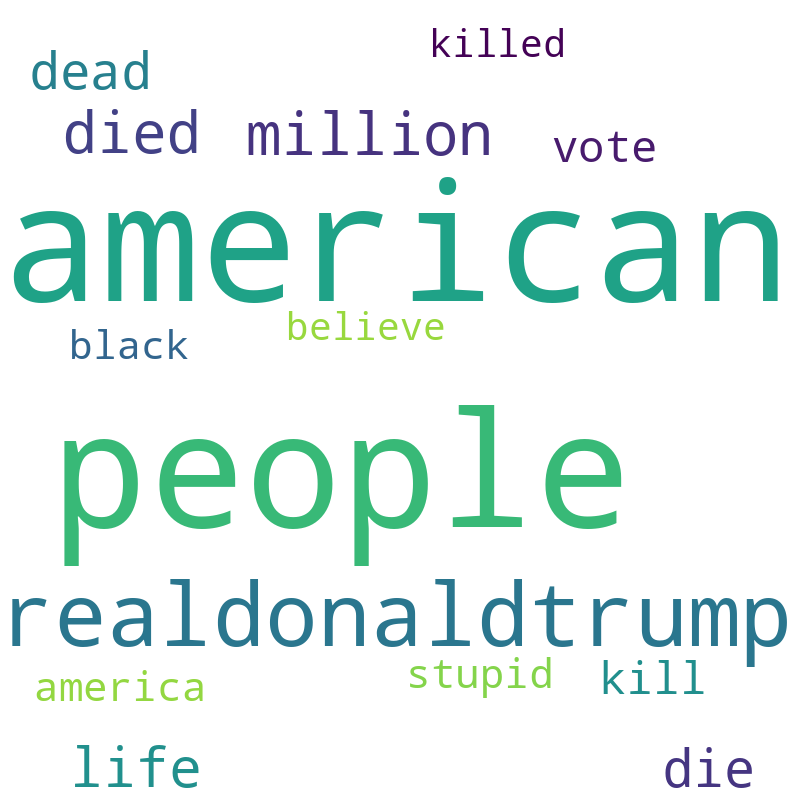 killed
dead
died million vote
american
believe
black
people
realdonaldtrump
america stupid kill
life die